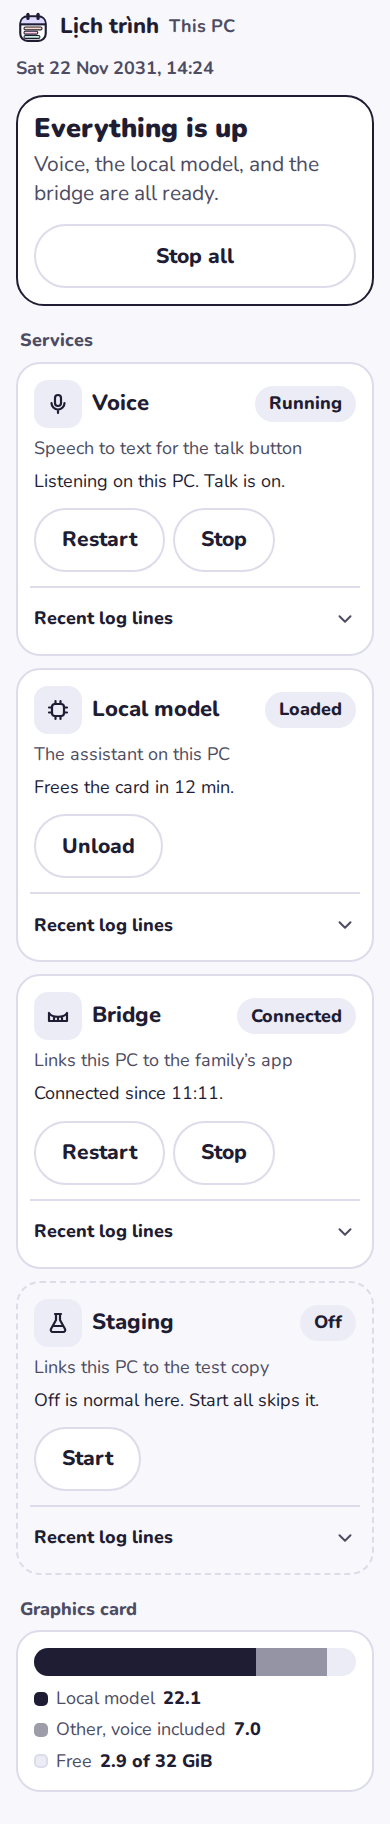 Lịch trình This PC
Sat 22 Nov 2031, 14:24
Everything is up
Voice, the local model, and the
bridge are all ready.
Stop all
Services
Voice Running
Speech to text for the talk button
Listening on this PC. Talk is on.
Restart Stop
Recent log lines
Local model Loaded
The assistant on this PC
Frees the card in 12 min.
Unload
Recent log lines
Bridge Connected
Links this PC to the family’s app
Connected since 11:11.
Restart Stop
Recent log lines
Staging Off
Links this PC to the test copy
Off is normal here. Start all skips it.
Start
Recent log lines
Graphics card
Local model 22.1
Other, voice included 7.0
Free 2.9 of 32 GiB